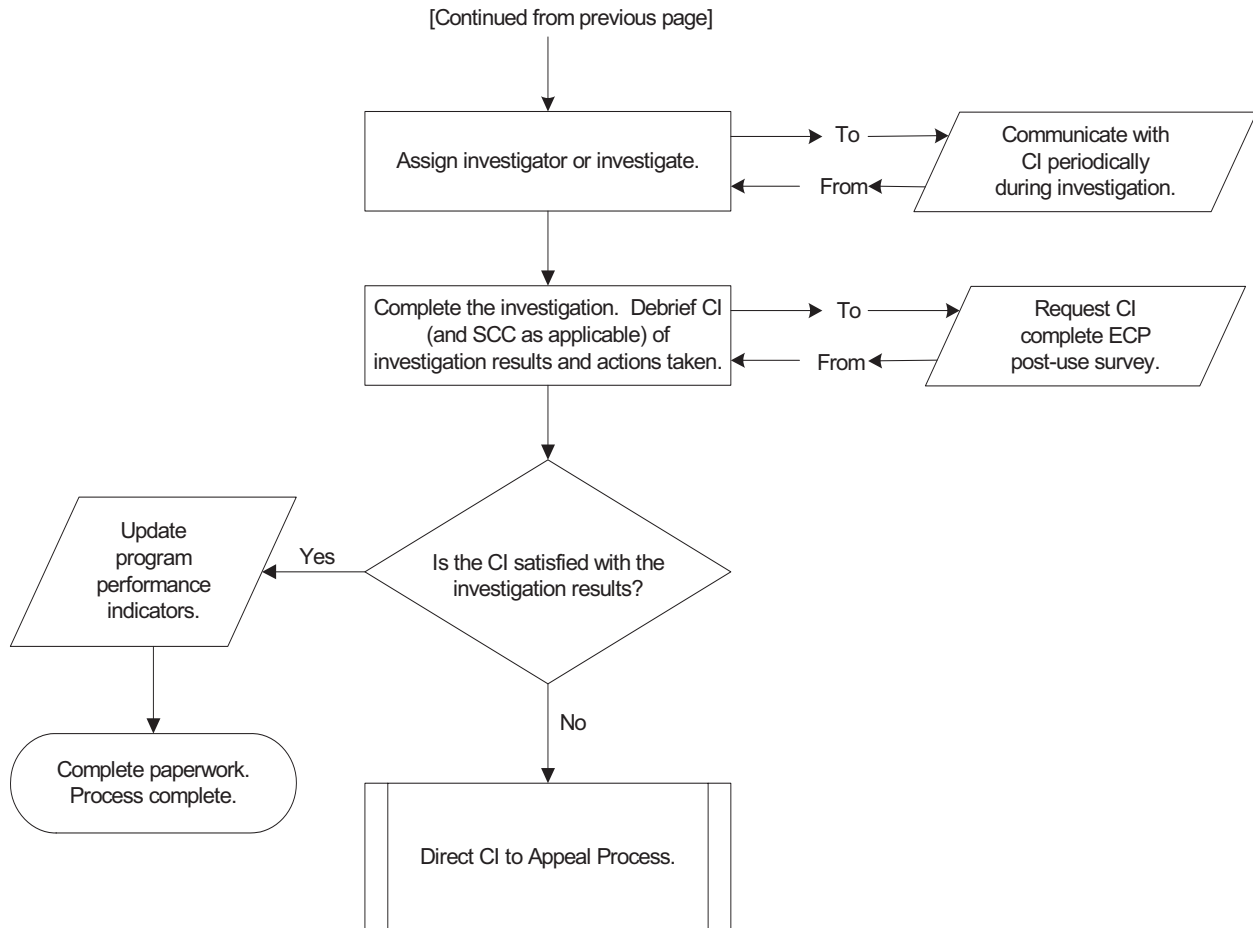 [Continued from previous page]
Assign investigator or investigate.
To
From
Communicate with
CI periodically
during investigation.
Complete the investigation.  Debrief CI
(and SCC as applicable) of
investigation results and actions taken.
To
From
Request CI
complete ECP
post-use survey.
Is the CI satisfied with the
investigation results?
Yes
Update
program
performance
indicators.
Complete paperwork.
Process complete.
No
Direct CI to Appeal Process.